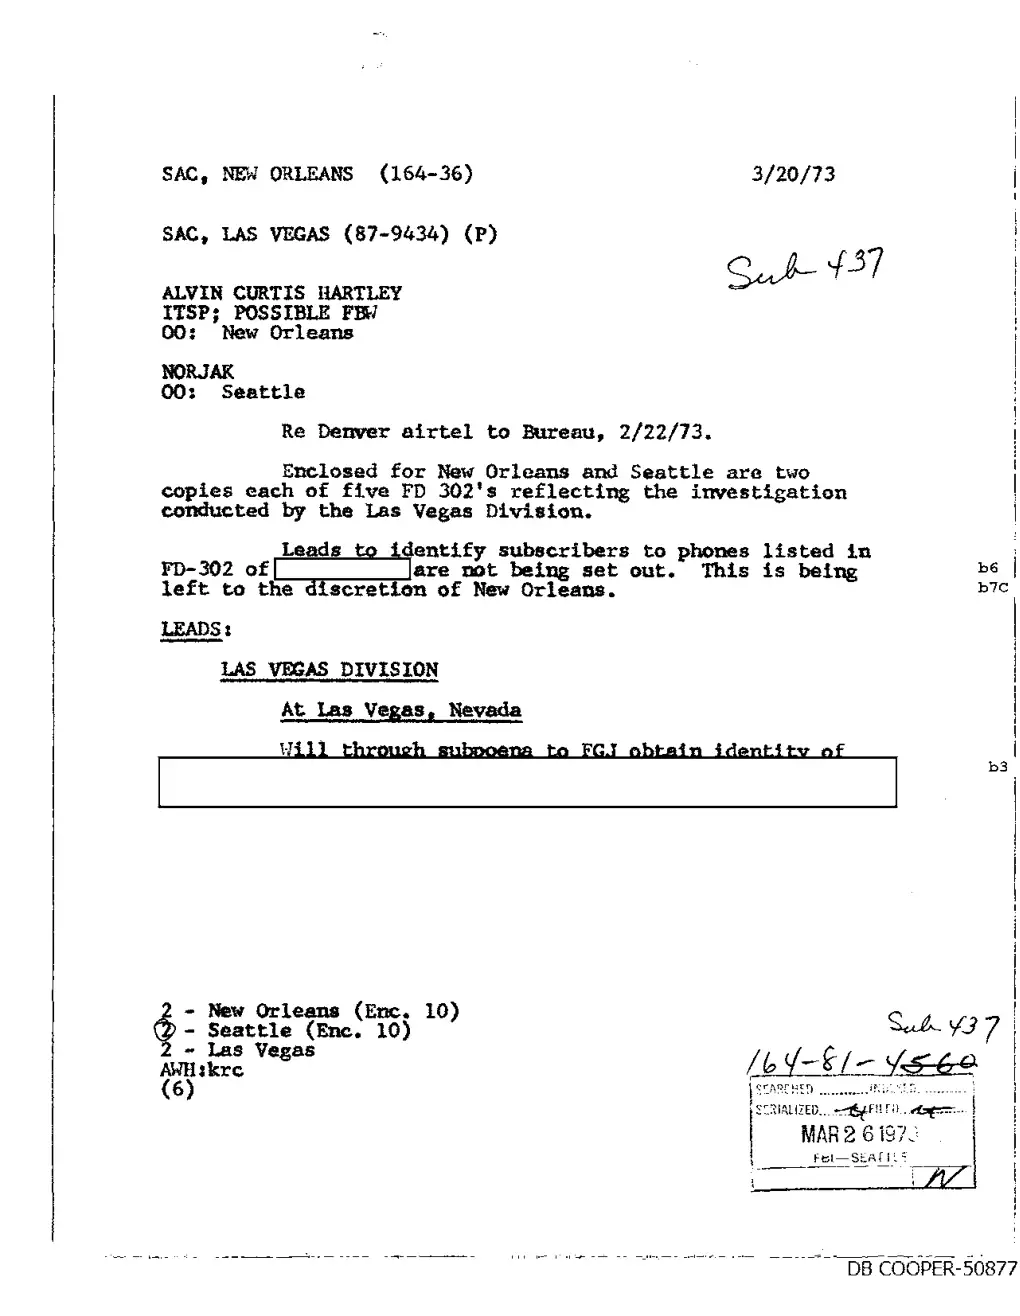 SAC, NEW ORLEANS (164-36) 3/20/73
SAC, LAS VEGAS (87-9434) (P)
Sub 437
ALVIN CURTIS HARTLEY
ITSP; POSSIBLE FBW
OO: New Orleans
NORJAK
OO: Seattle
Re Denver airtel to Bureau, 2/22/73.
Enclosed for New Orleans and Seattle are two
copies each of five FD 302's reflecting the investigation
conducted by the Las Vegas Division.
Leads to identify subscribers to phones listed in
FD-302 of are not being set out. This is being
left to the discretion of New Orleans.
b6
b7C
LEADS:
LAS VEGAS DIVISION
At Las Vegas, Nevada
Will through subpoena to FGJ obtain identity of
b3
2 - New Orleans (Enc. 10)
2 - Seattle (Enc. 10)
2 - Las Vegas
AWH:krc
(6)
Sub 437
164-81-4560
SEARCHED INDEXED
SERIALIZED FILED
MAR 26 1973
FBI-SEATTLE
N
DB COOPER-50877